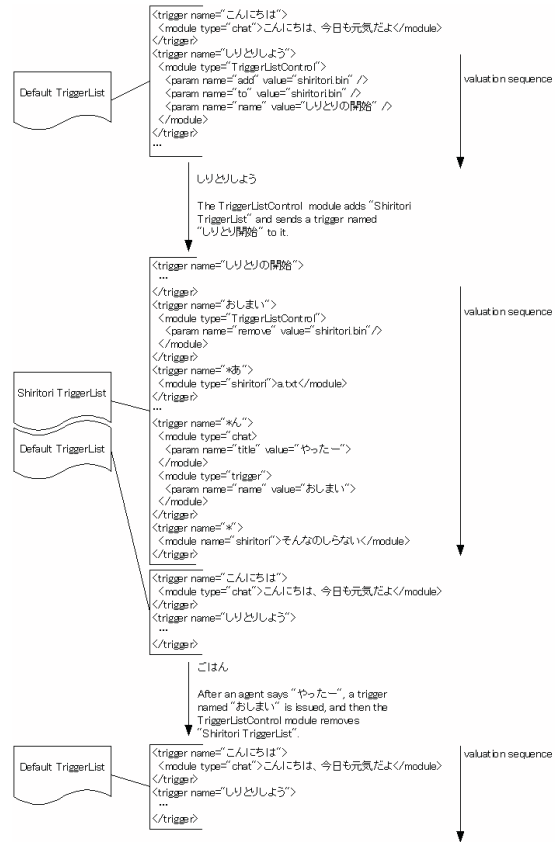 <trigger name="こんにちは">
<module type="chat">こんにちは、今日も元気だよ</module>
</trigger>
<trigger name="しりとりしよう">
<module type="TriggerListControl">
<param name="add" value="shiritori.bin" />
<param name="to" value="shiritori.bin" />
<param name="name" value="しりとりの開始" />
</module>
</trigger>
…
Default TriggerList
valuation sequence
しりとりしよう
The TriggerListControl module adds "Shiritori
TriggerList" and sends a trigger named
"しりとり開始" to it.
<trigger name="しりとりの開始">
…
</trigger>
<trigger name="おしまい">
<module type="TriggerListControl">
<param name="remove" value="shiritori.bin"/>
</module>
</trigger>
<trigger name="*あ">
<module type="shiritori">a.txt</module>
</trigger>
…
<trigger name="*ん">
<module type="chat>
<param name="title" value="やったー">
</module>
<module type="trigger">
<param name="name" value="おしまい">
</module>
</trigger>
<trigger name="*">
<module name="shiritori">そんなのしらない</module>
</trigger>
valuation sequence
Shiritori TriggerList
Default TriggerList
<trigger name="こんにちは">
<module type="chat">こんにちは、今日も元気だよ</module>
</trigger>
<trigger name="しりとりしよう">
…
</trigger>
ごはん
After an agent says "やったー", a trigger
named "おしまい" is issued, and then the
TriggerListControl module removes
"Shiritori TriggerList".
Default TriggerList
<trigger name="こんにちは">
<module type="chat">こんにちは、今日も元気だよ</module>
</trigger>
<trigger name="しりとりしよう">
…
</trigger>
valuation sequence